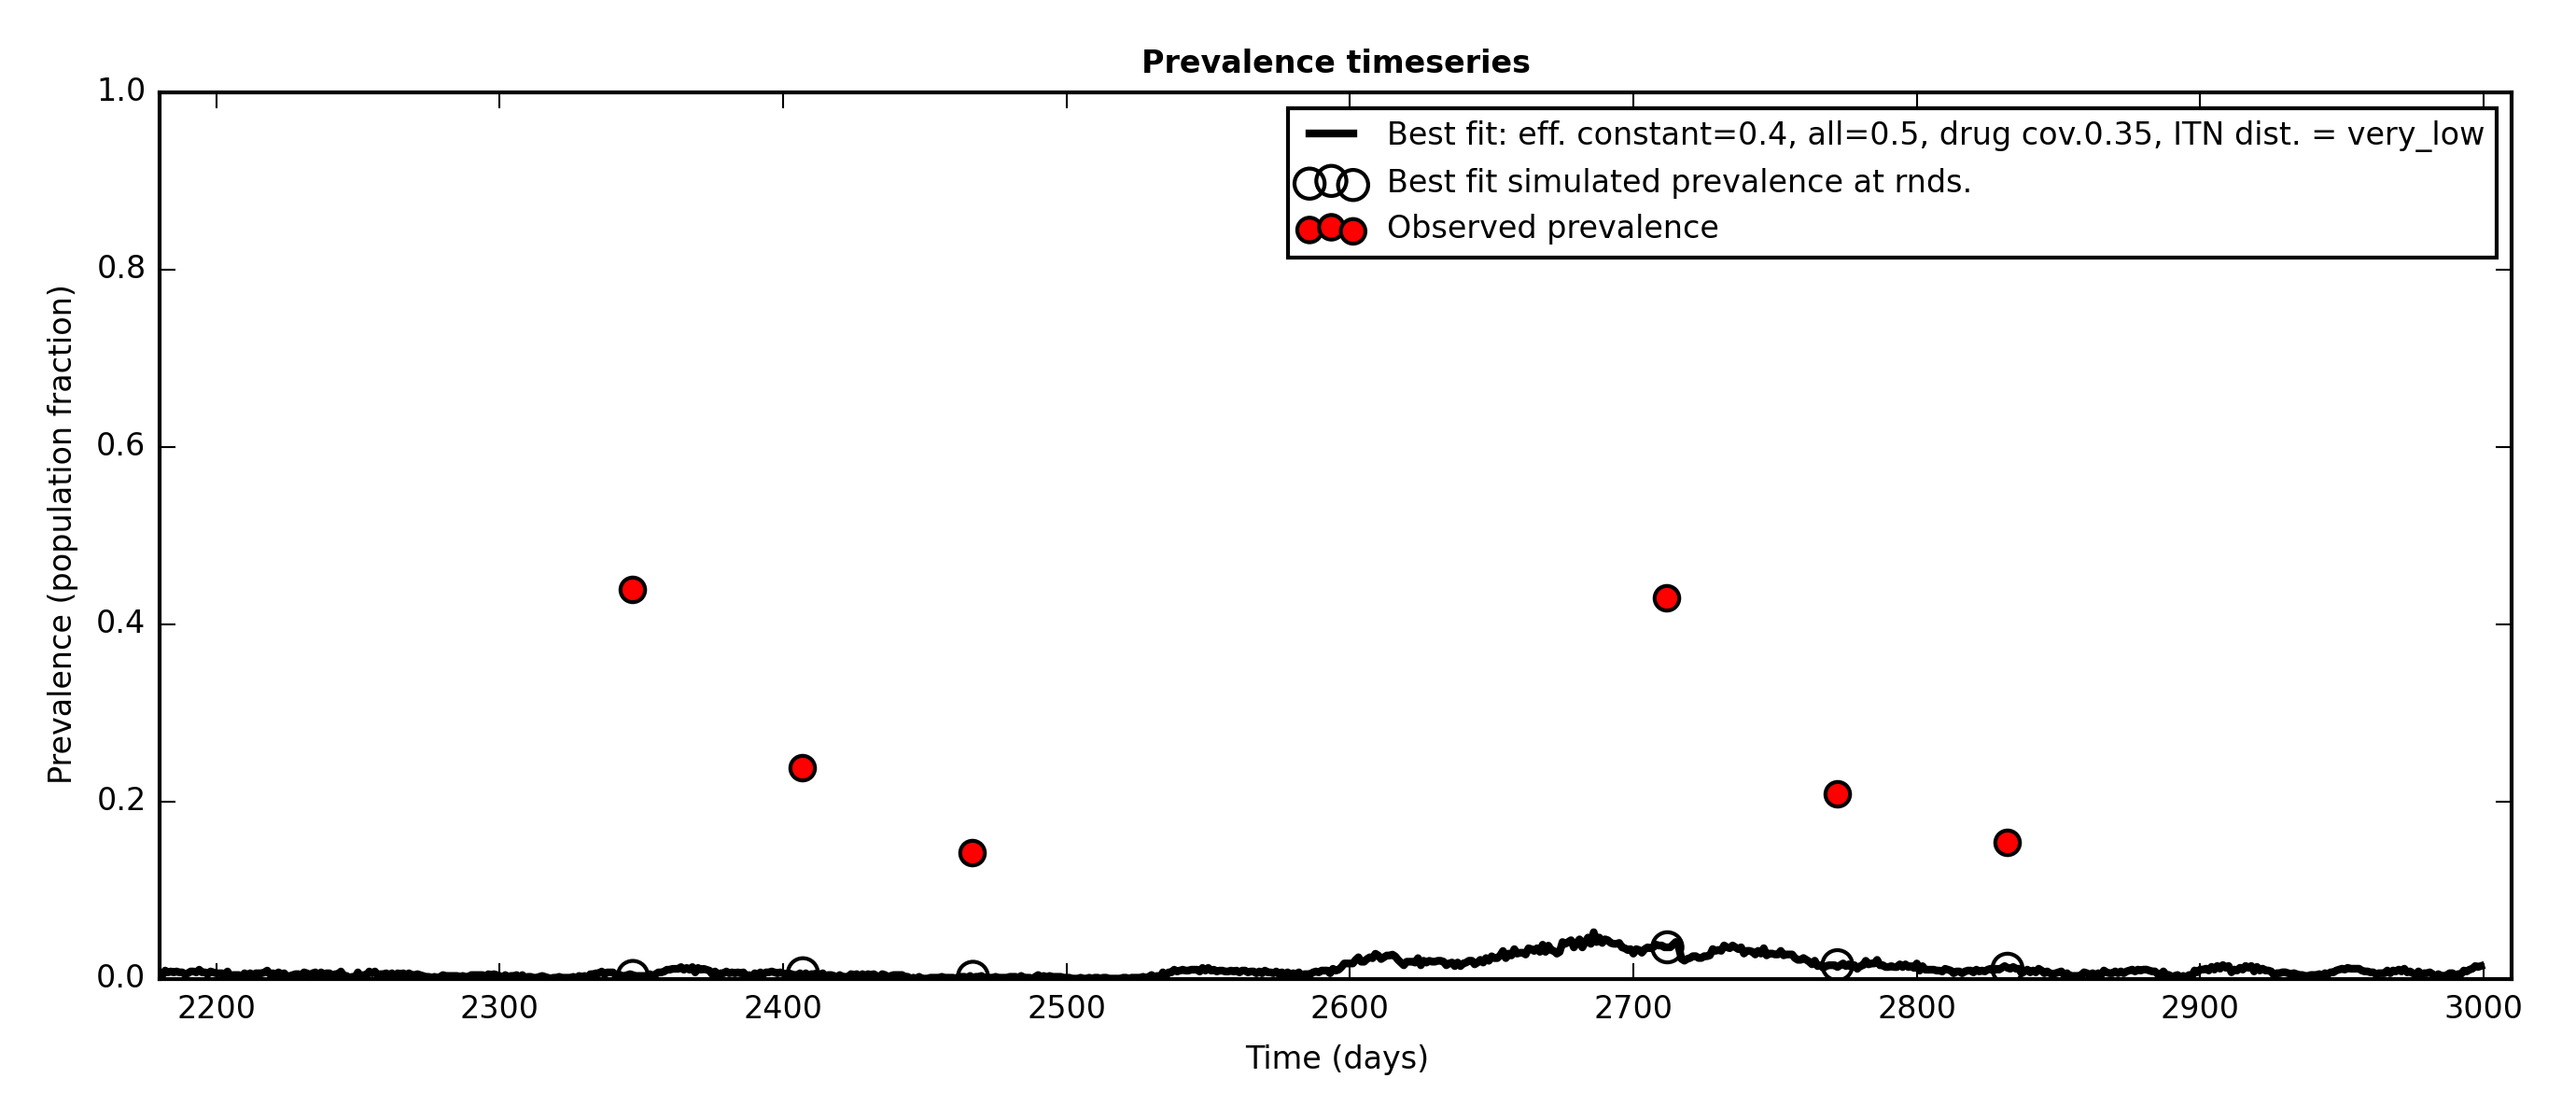 Prevalence timeseries
Best fit: eff. constant=0.4, all=0.5, drug cov.0.35, ITN dist. = very_low
Best fit simulated prevalence at rnds.
Observed prevalence
Prevalence (population fraction)
1.0
0.8
0.6
0.4
0.2
0.0
2200 2300 2400 2500 2600 2700 2800 2900 3000
Time (days)